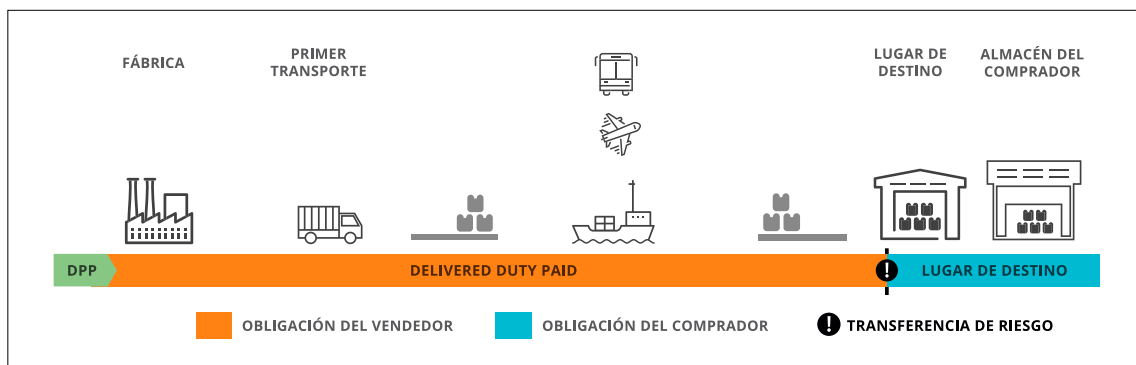 FÁBRICA
PRIMER
TRANSPORTE
LUGAR DE
DESTINO
ALMACÉN DEL
COMPRADOR
DPP
DELIVERED DUTY PAID
!
LUGAR DE DESTINO
OBLIGACIÓN DEL VENDEDOR
OBLIGACIÓN DEL COMPRADOR
! TRANSFERENCIA DE RIESGO